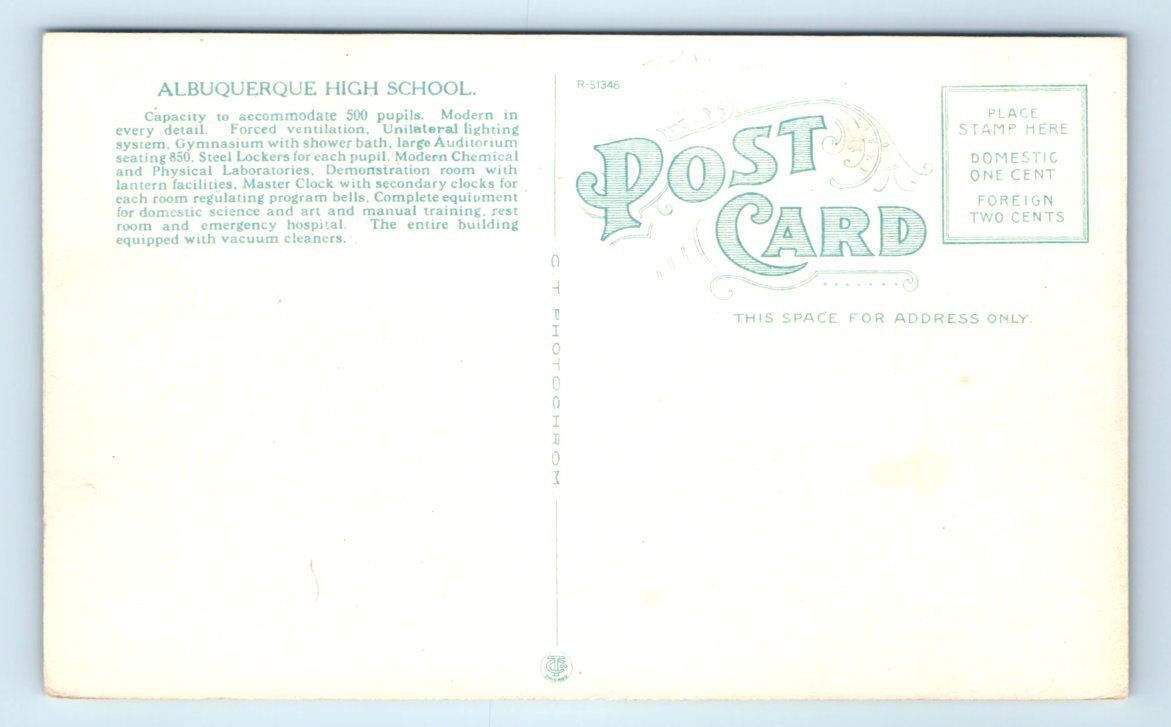 ALBUQUERQUE HIGH SCHOOL.
Capacity to accommodate 500 pupils. Modern in
every detail. Forced ventilation, Unilateral lighting
system, Gymnasium with shower bath, large Auditorium
seating 850, Steel Lockers for each pupil, Modern Chemical
and Physical Laboratories, Demonstration room with
lantern facilities, Master Clock with secondary clocks for
each room regulating program bells, Complete equipment
for domestic science and art and manual training, rest
room and emergency hospital. The entire building
equipped with vacuum cleaners.
C. T. PHOTOCHROM
R-51346
POST
CARD
PLACE
STAMP HERE
DOMESTIC
ONE CENT
FOREIGN
TWO CENTS
THIS SPACE FOR ADDRESS ONLY.